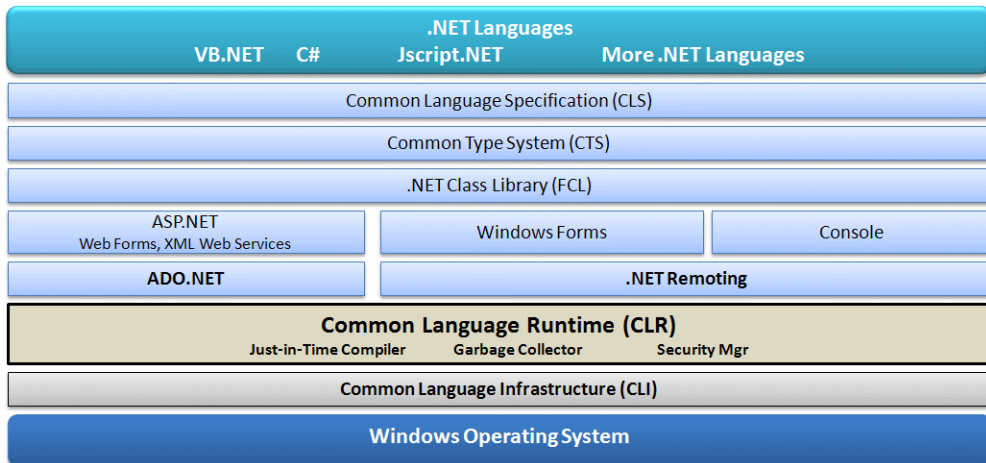 .NET Languages
VB.NET C# Jscript.NET More .NET Languages
Common Language Specification (CLS)
Common Type System (CTS)
.NET Class Library (FCL)
ASP.NET
Web Forms, XML Web Services
Windows Forms
Console
ADO.NET
.NET Remoting
Common Language Runtime (CLR)
Just-in-Time Compiler Garbage Collector Security Mgr
Common Language Infrastructure (CLI)
Windows Operating System